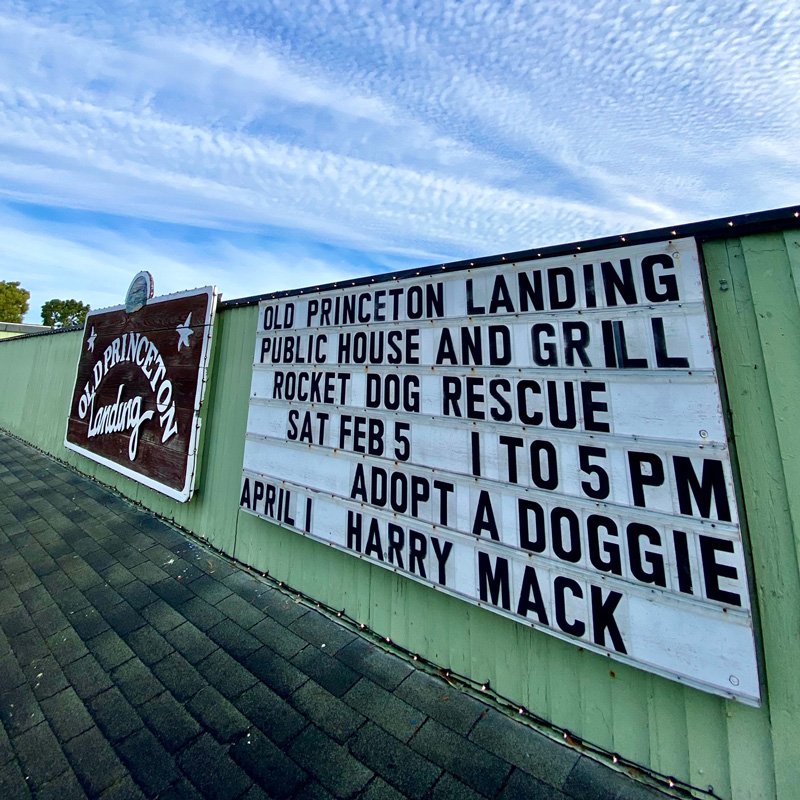 OLD PRINCETON
Landing
OLD PRINCETON LANDING
PUBLIC HOUSE AND GRILL
ROCKET DOG RESCUE
SAT FEB 5 1 TO 5 PM
ADOPT A DOGGIE
APRIL 1 HARRY MACK